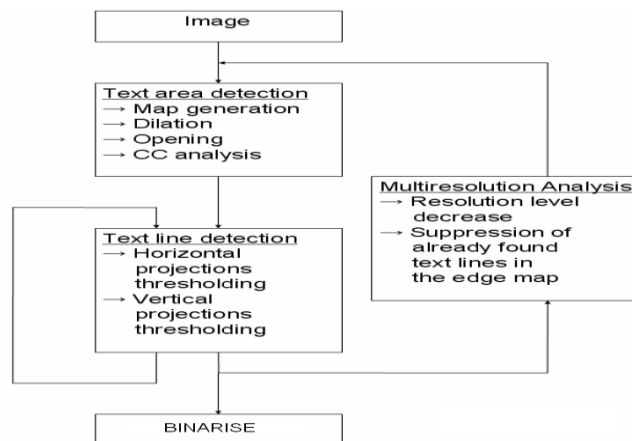 Image
Text area detection
→ Map generation
→ Dilation
→ Opening
→ CC analysis
Multiresolution Analysis
→ Resolution level
decrease
→ Suppression of
already found
text lines in
the edge map
Text line detection
→ Horizontal
projections
thresholding
→ Vertical
projections
thresholding
BINARISE